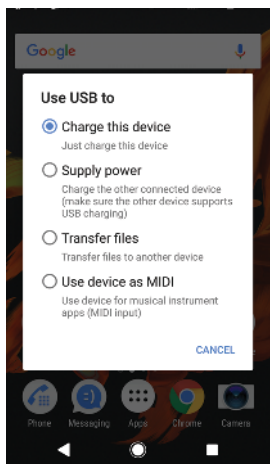 Google
Use USB to
Charge this device
Just charge this device
Supply power
Charge the other connected device
(make sure the other device supports
USB charging)
Transfer files
Transfer files to another device
Use device as MIDI
Use device for musical instrument
apps (MIDI input)
CANCEL
Phone Messaging Apps Chrome Camera